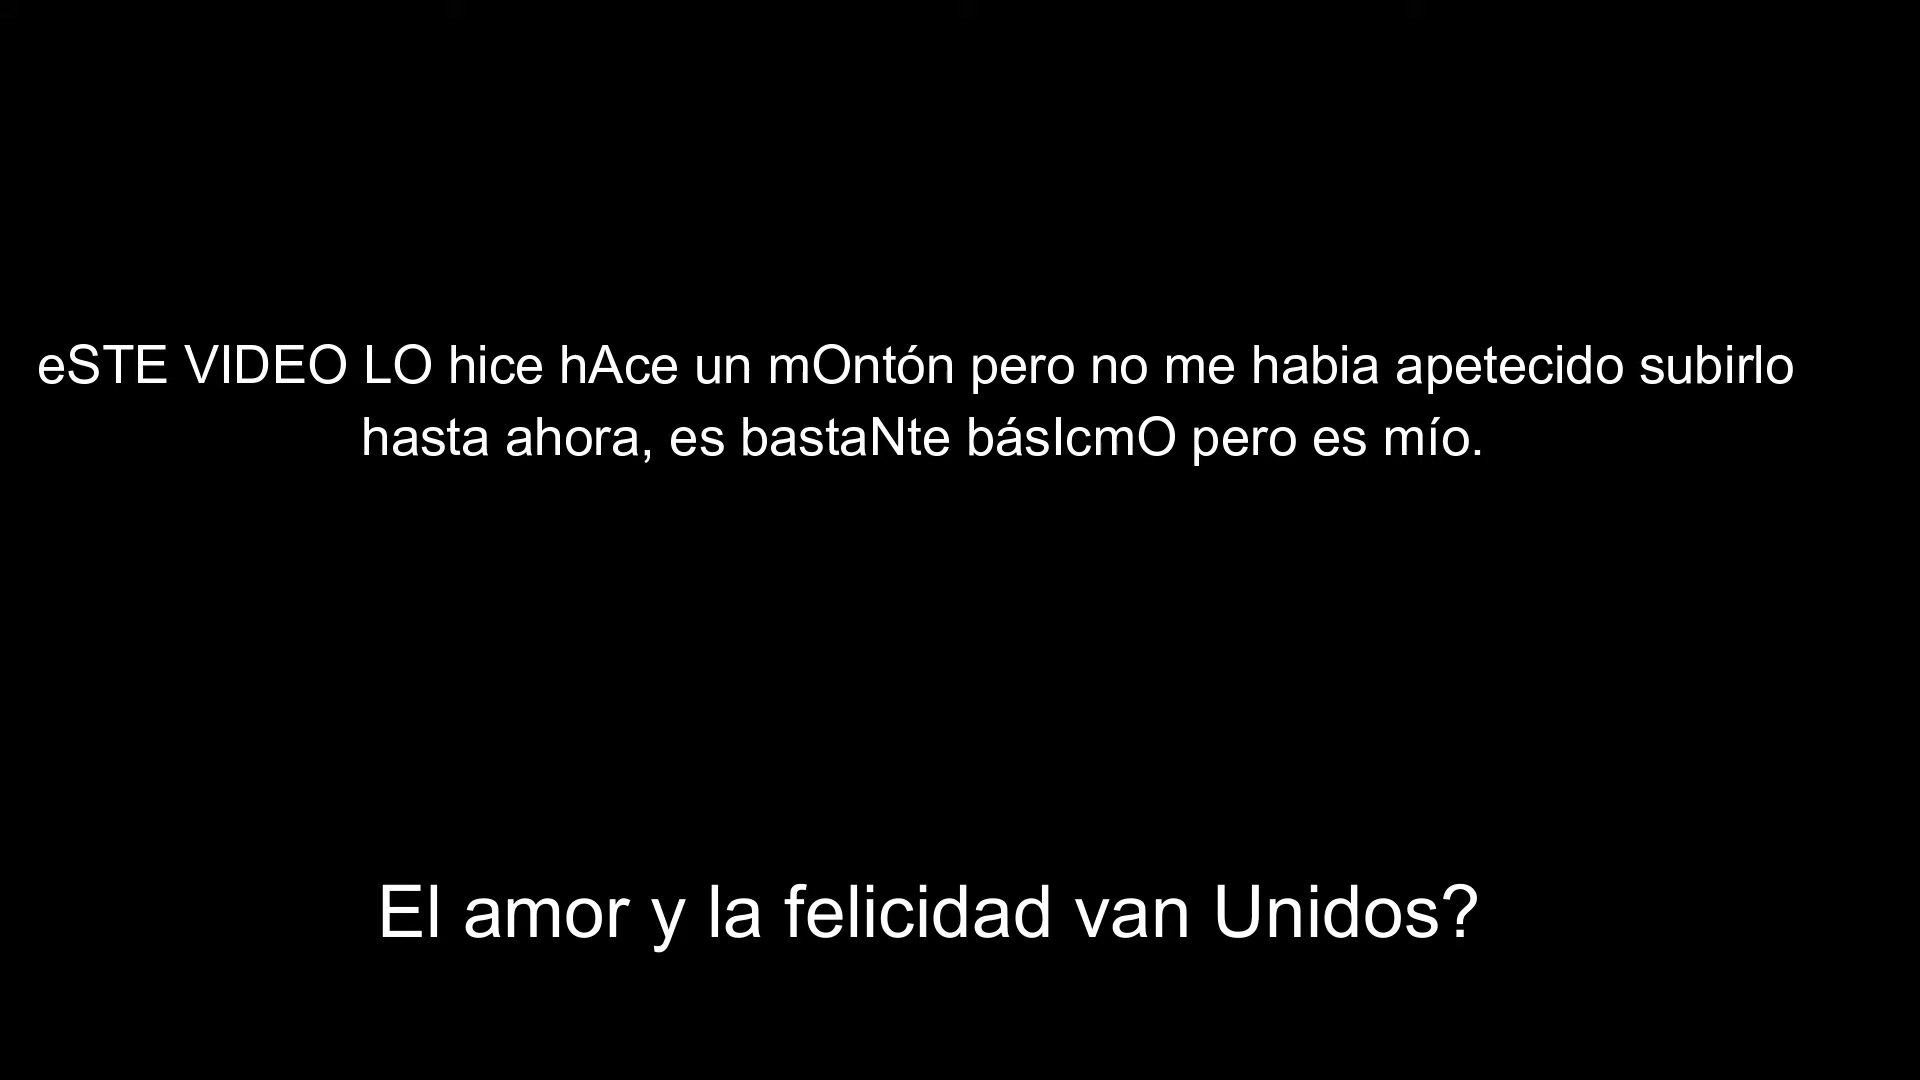 eSTE VIDEO LO hice hAce un mOntón pero no me habia apetecido subirlo
hasta ahora, es bastaNte básIcmO pero es mío.
El amor y la felicidad van Unidos?